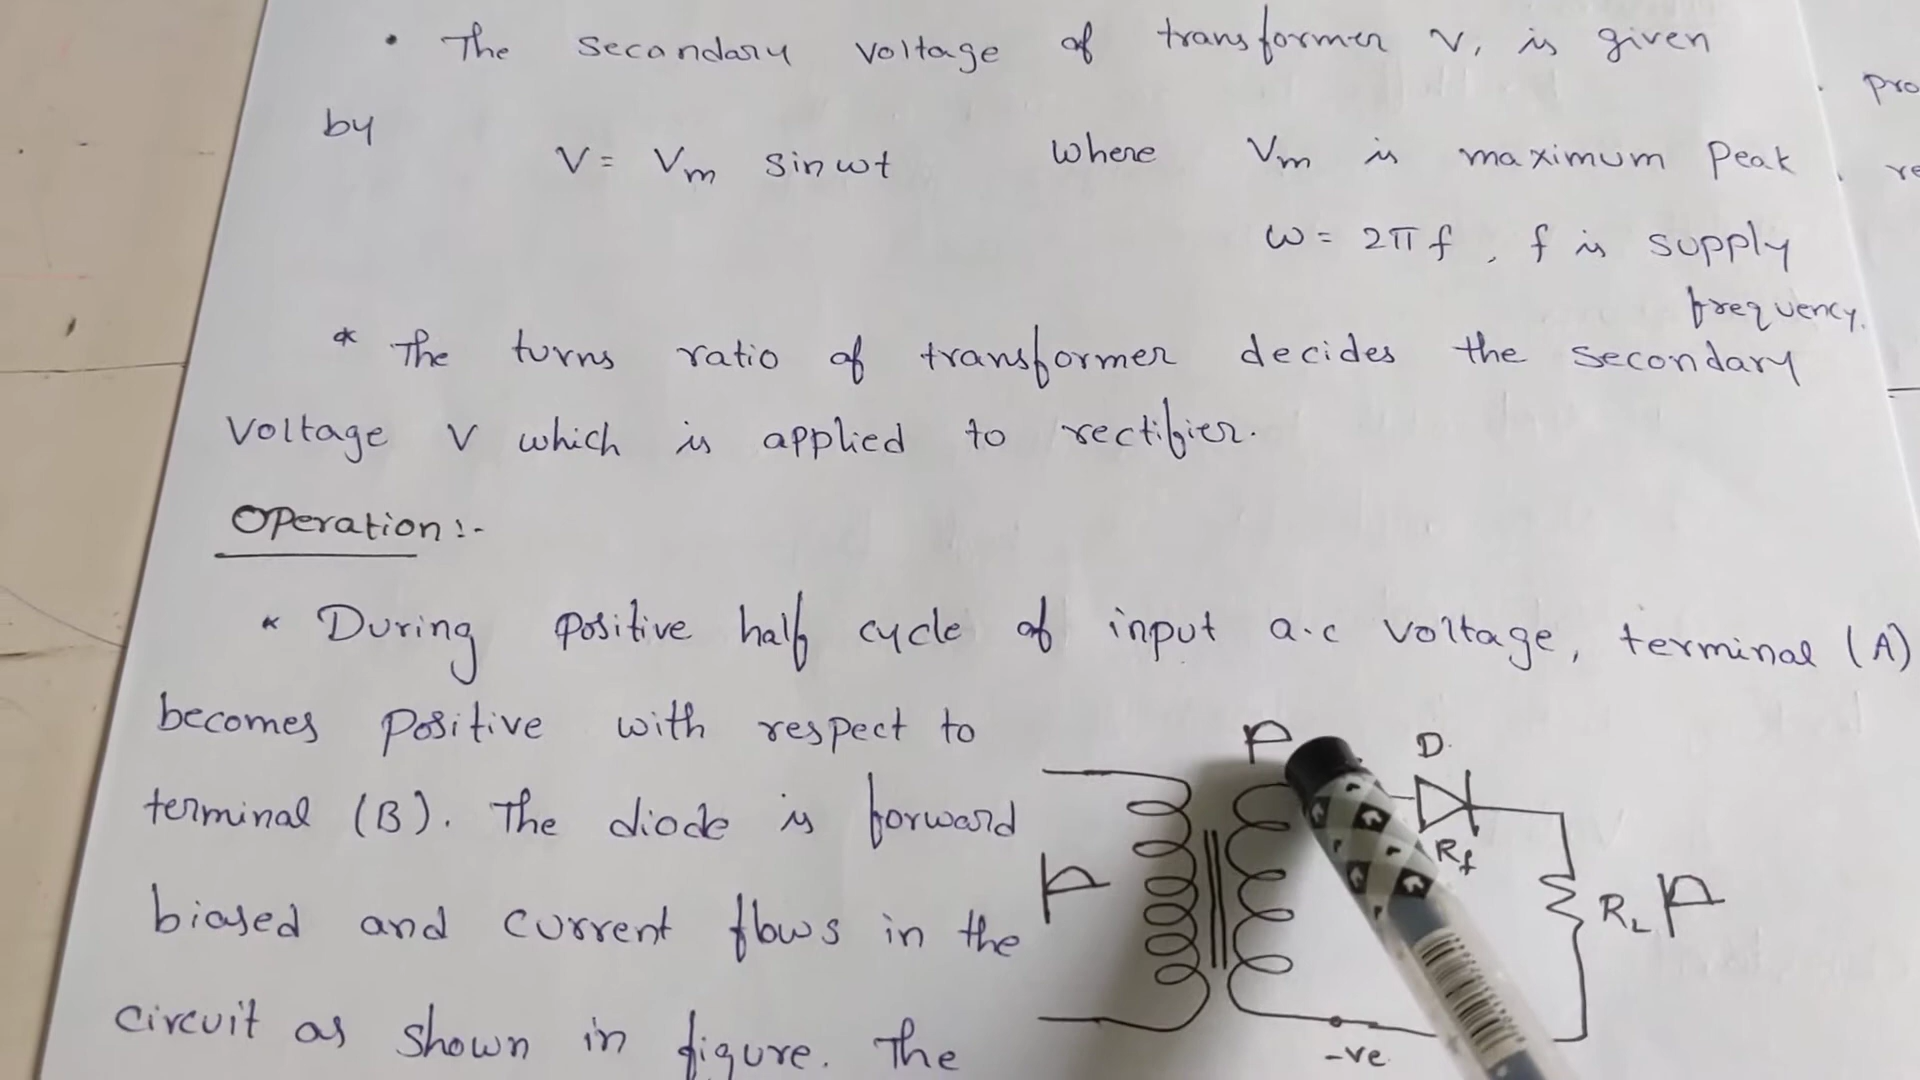 • The secondary voltage of transformer V, is given
by
V = Vm sin wt where Vm is maximum Peak
ω = 2πf, f is supply
frequency.
* The turns ratio of transformer decides the secondary
voltage V which is applied to rectifier.
Operation :-
* During positive half cycle of input a.c voltage, terminal (A)
becomes positive with respect to
terminal (B). The diode is forward
biased and current flows in the
circuit as shown in figure. The
D.
Rf
RL
-ve